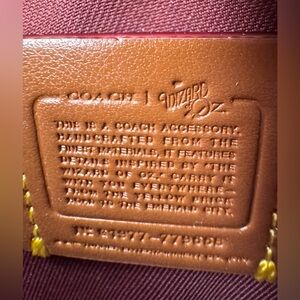 COACH | THE WIZARD OF OZ
THIS IS A COACH ACCESSORY.
HANDCRAFTED FROM THE
FINEST MATERIALS, IT FEATURES
DETAILS INSPIRED BY "THE
WIZARD OF OZ." CARRY IT
WITH YOU EVERYWHERE—
FROM THE YELLOW BRICK
ROAD TO THE EMERALD CITY.